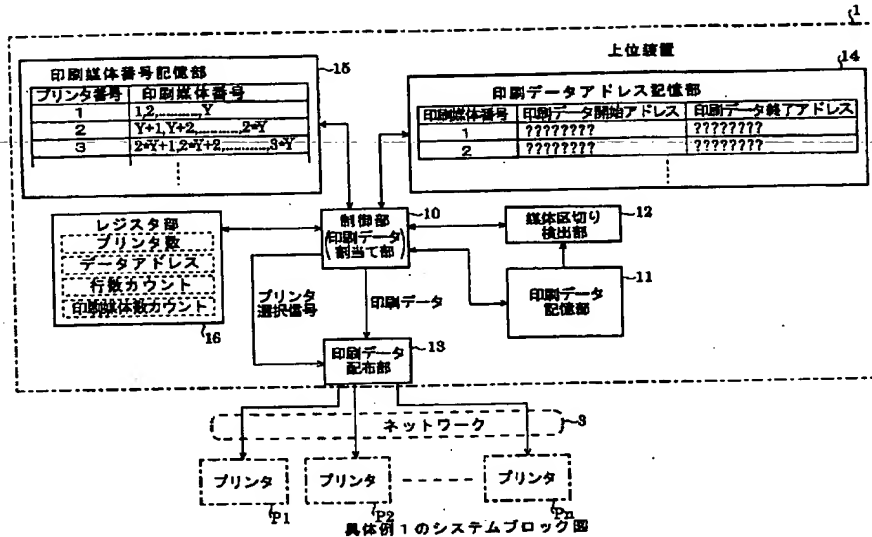 1
上位装置
15
印刷媒体番号記憶部
プリンタ番号 印刷媒体番号
1 1,2,..........,Y
2 Y+1,Y+2,..........,2*Y
3 2*Y+1,2*Y+2,..........,3*Y
14
印刷データアドレス記憶部
印刷媒体番号 印刷データ開始アドレス 印刷データ終了アドレス
1 ???????? ????????
2 ???????? ????????
レジスタ部
プリンタ数
データアドレス
行数カウント
印刷媒体数カウント
16
10
制御部
(印刷データ
割当て部)
12
媒体区切り
検出部
11
印刷データ
記憶部
プリンタ
選択信号
印刷データ
13
印刷データ
配布部
ネットワーク
3
プリンタ
プリンタ
プリンタ
P1
P2
Pn
具体例1のシステムブロック図